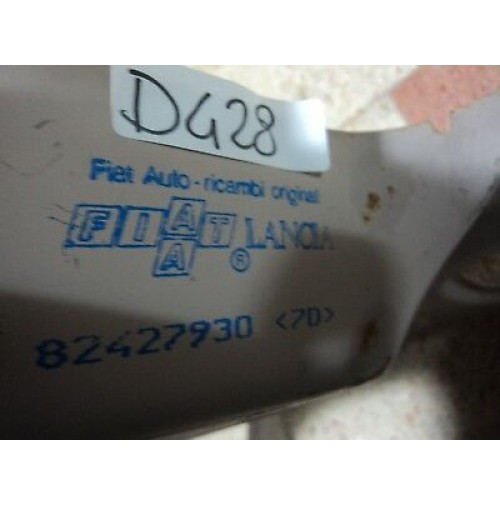 D428
Fiat Auto - ricambi originali
FIAT LANCIA
A ®
82427930 <70>